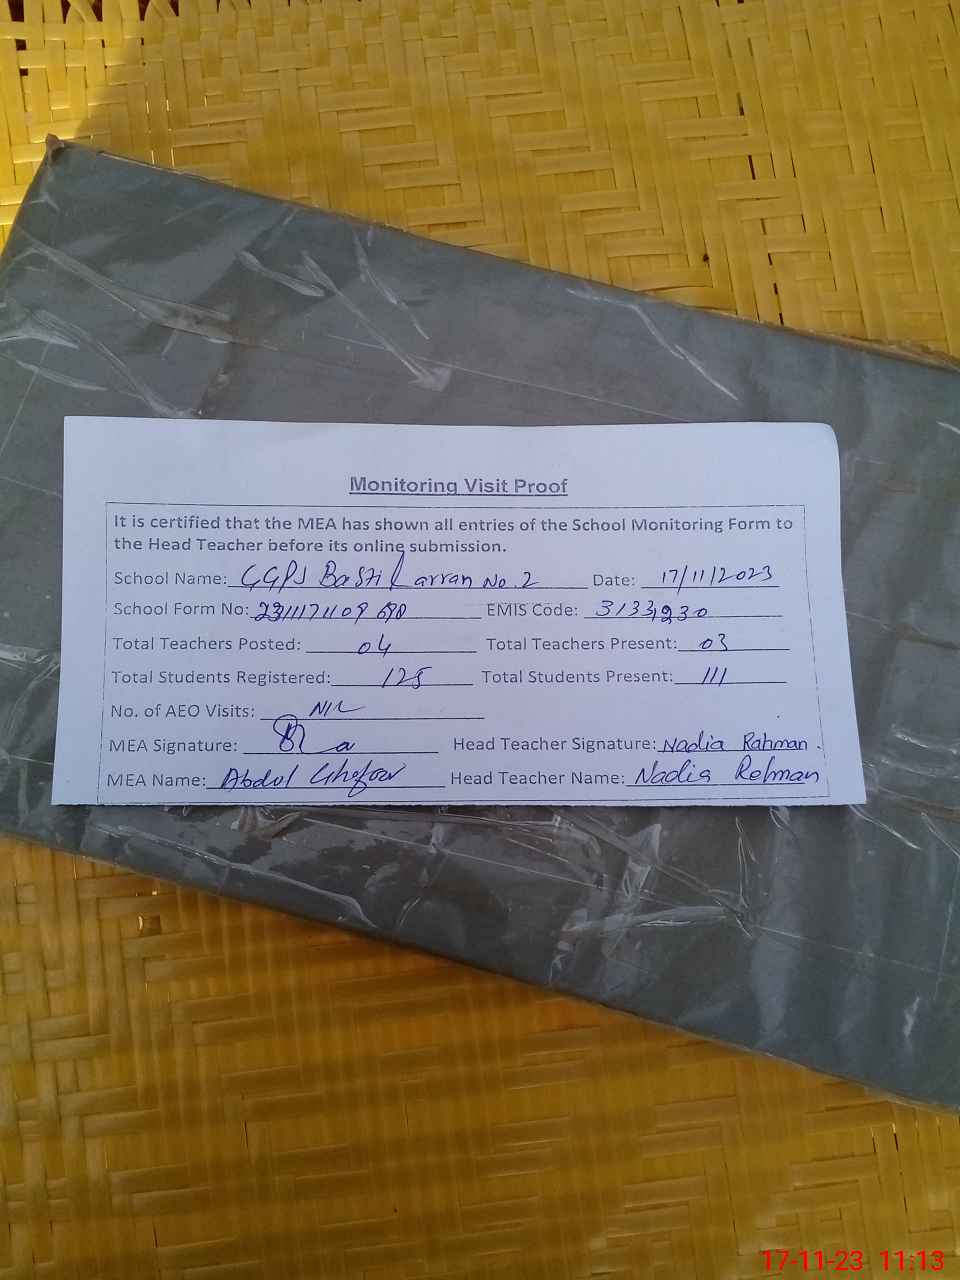 Monitoring Visit Proof
It is certified that the MEA has shown all entries of the School Monitoring Form to
the Head Teacher before its online submission.
School Name: GGPS Basti Larran No. 2 Date: 17/11/2023
School Form No: EMIS Code:
Total Teachers Posted: 04 Total Teachers Present: 03
Total Students Registered: 125 Total Students Present: 111
No. of AEO Visits: NIL
MEA Signature: Head Teacher Signature: Nadia Rahman.
MEA Name: Abdul Ghafoor Head Teacher Name: Nadia Rehman
17-11-23 11:13